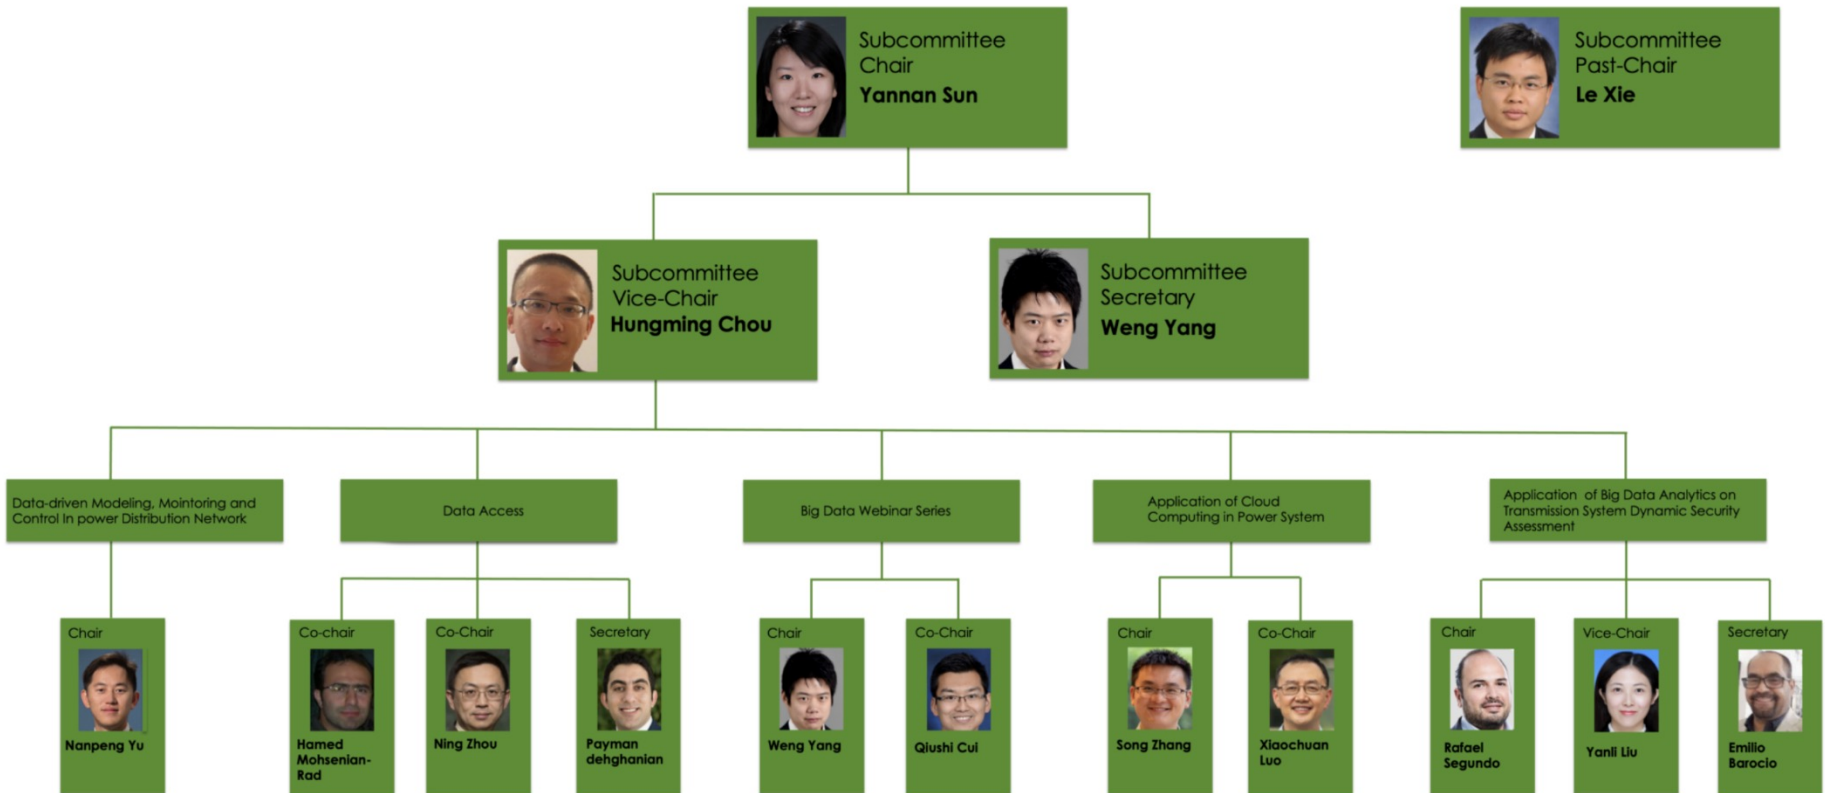 Subcommittee
Chair
Yannan Sun
Subcommittee
Past-Chair
Le Xie
Subcommittee
Vice-Chair
Hungming Chou
Subcommittee
Secretary
Weng Yang
Data-driven Modeling, Mointoring and
Control In power Distribution Network
Data Access
Big Data Webinar Series
Application of Cloud
Computing in Power System
Application of Big Data Analytics on
Transmission System Dynamic Security
Assessment
Chair
Nanpeng Yu
Co-chair
Hamed
Mohsenian-
Rad
Co-Chair
Ning Zhou
Secretary
Payman
dehghanian
Chair
Weng Yang
Co-Chair
Qiushi Cui
Chair
Song Zhang
Co-Chair
Xiaochuan
Luo
Chair
Rafael
Segundo
Vice-Chair
Yanli Liu
Secretary
Emilio
Barocio